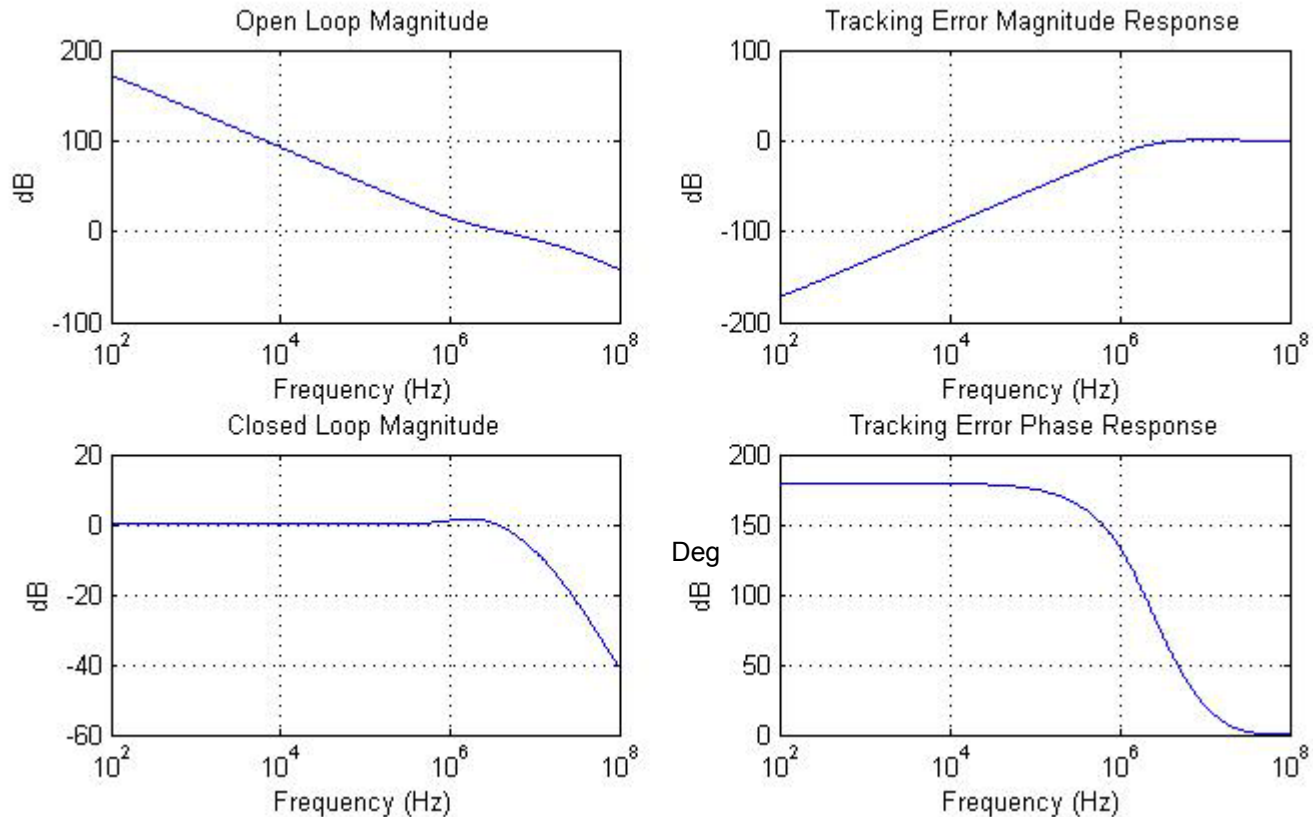 Open Loop Magnitude
200
100
0
-100
dB
10^2
10^4
10^6
10^8
Frequency (Hz)
Tracking Error Magnitude Response
100
0
-100
-200
dB
10^2
10^4
10^6
10^8
Frequency (Hz)
Closed Loop Magnitude
20
0
-20
-40
-60
dB
10^2
10^4
10^6
10^8
Frequency (Hz)
Tracking Error Phase Response
200
150
100
50
0
Deg
dB
10^2
10^4
10^6
10^8
Frequency (Hz)